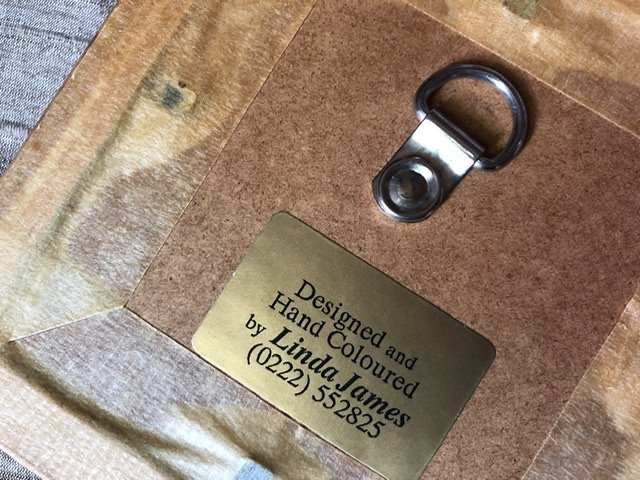 Designed and
Hand Coloured
by Linda James
(0222) 552825